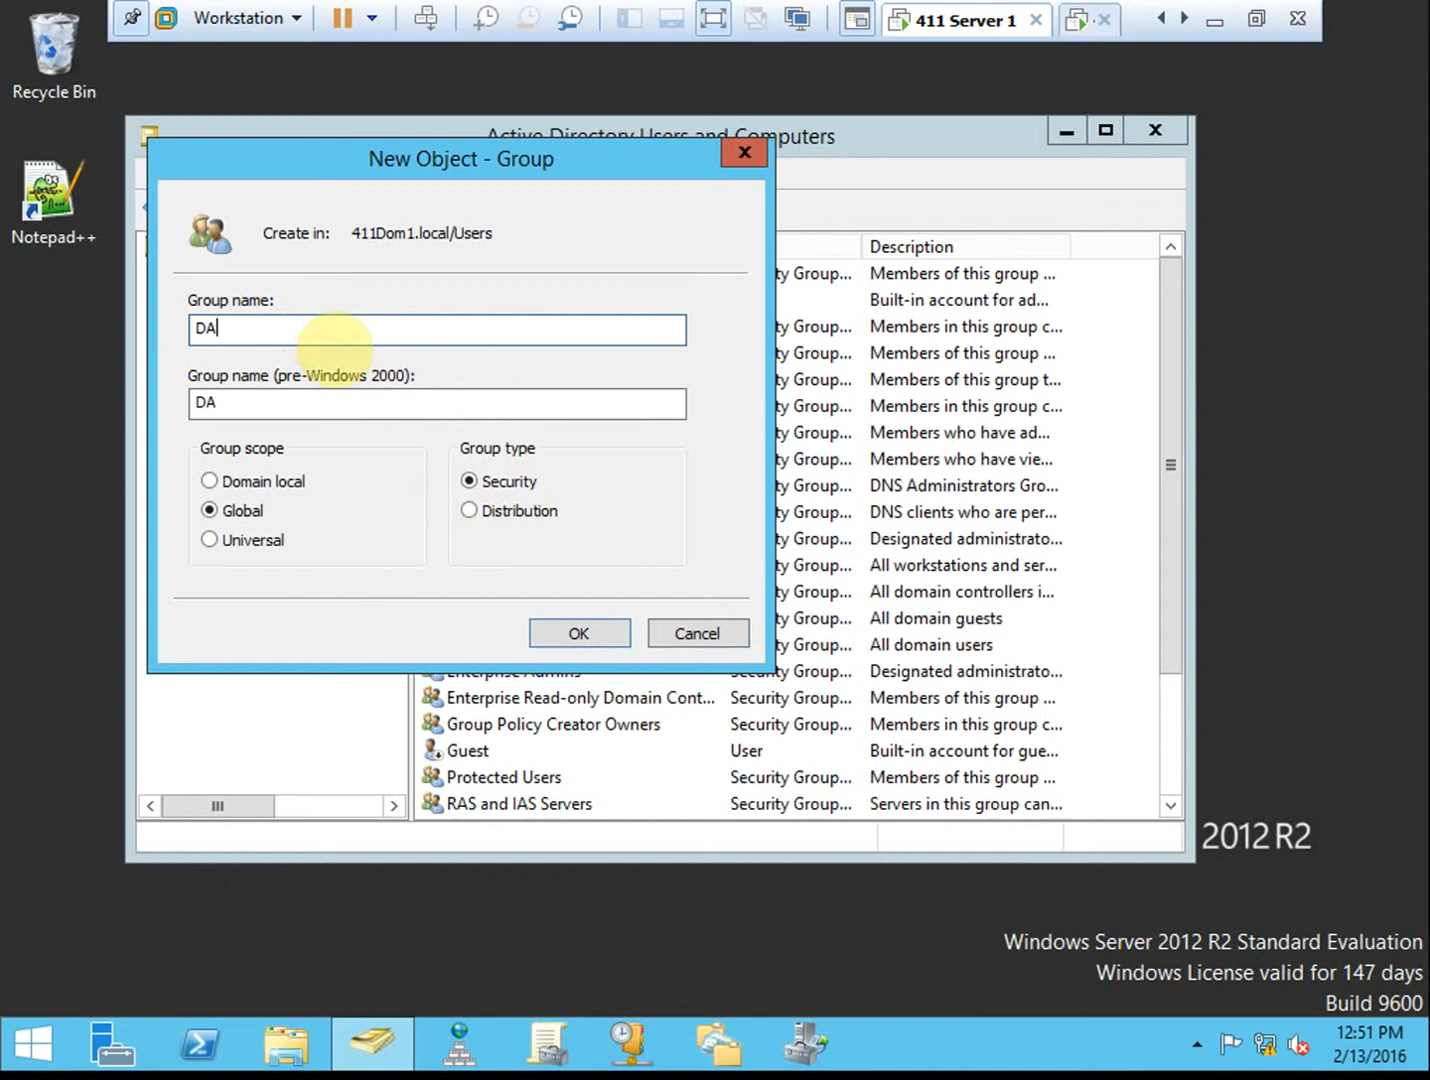 Workstation
411 Server 1
Recycle Bin
Notepad++
Active Directory Users and Computers
New Object - Group
Create in: 411Dom1.local/Users
Group name:
DA
Group name (pre-Windows 2000):
DA
Group scope
Group type
Domain local
Security
Global
Distribution
Universal
OK
Cancel
Description
ty Group... Members of this group ...
Built-in account for ad...
ty Group... Members in this group c...
ty Group... Members of this group ...
ty Group... Members of this group t...
ty Group... Members in this group c...
ty Group... Members who have ad...
ty Group... Members who have vie...
ty Group... DNS Administrators Gro...
ty Group... DNS clients who are per...
ty Group... Designated administrato...
ty Group... All workstations and ser...
ty Group... All domain controllers i...
ty Group... All domain guests
ty Group... All domain users
Enterprise Admins Security Group... Designated administrato...
Enterprise Read-only Domain Cont... Security Group... Members of this group ...
Group Policy Creator Owners Security Group... Members in this group c...
Guest User Built-in account for gue...
Protected Users Security Group... Members of this group ...
RAS and IAS Servers Security Group... Servers in this group can...
2012 R2
Windows Server 2012 R2 Standard Evaluation
Windows License valid for 147 days
Build 9600
12:51 PM
2/13/2016